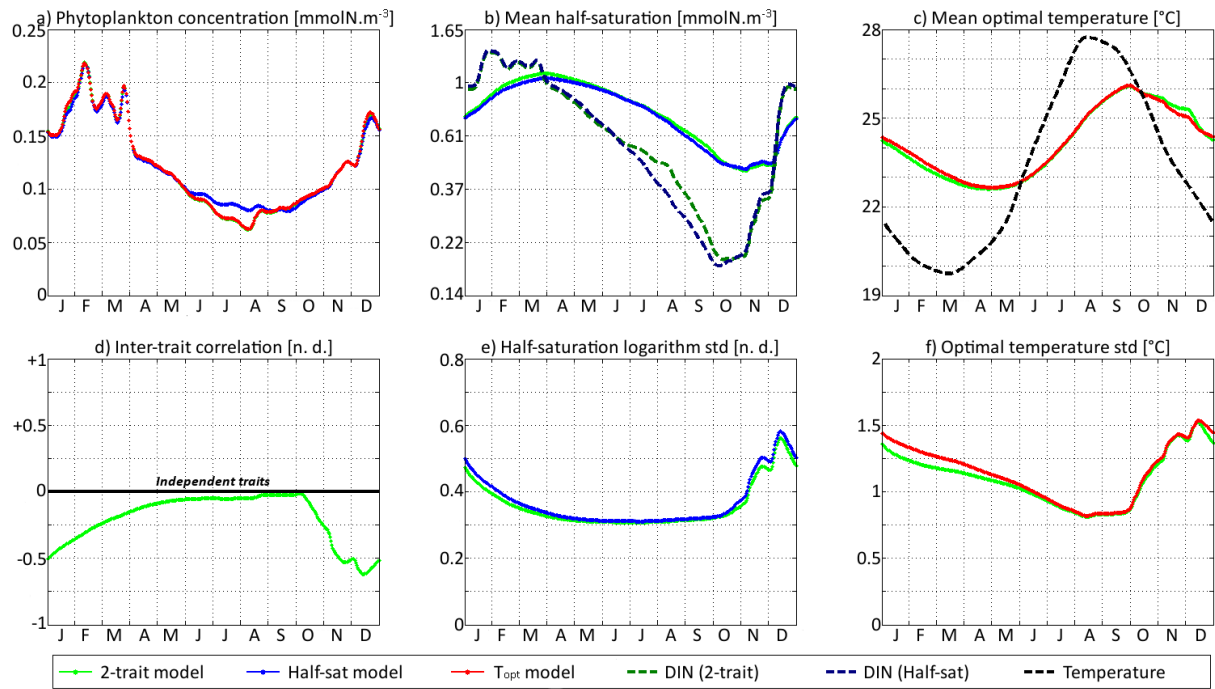 a) Phytoplankton concentration [mmolN.m-3]
0.25
0.2
0.15
0.1
0.05
0
J F M A M J J A S O N D
b) Mean half-saturation [mmolN.m-3]
1.65
1
0.61
0.37
0.22
0.14
J F M A M J J A S O N D
c) Mean optimal temperature [°C]
28
25
22
19
J F M A M J J A S O N D
d) Inter-trait correlation [n. d.]
+1
+0.5
0
-0.5
-1
Independent traits
J F M A M J J A S O N D
e) Half-saturation logarithm std [n. d.]
0.8
0.6
0.4
0.2
0
J F M A M J J A S O N D
f) Optimal temperature std [°C]
2
1.5
1
0.5
0
J F M A M J J A S O N D
2-trait model Half-sat model Topt model DIN (2-trait) DIN (Half-sat) Temperature